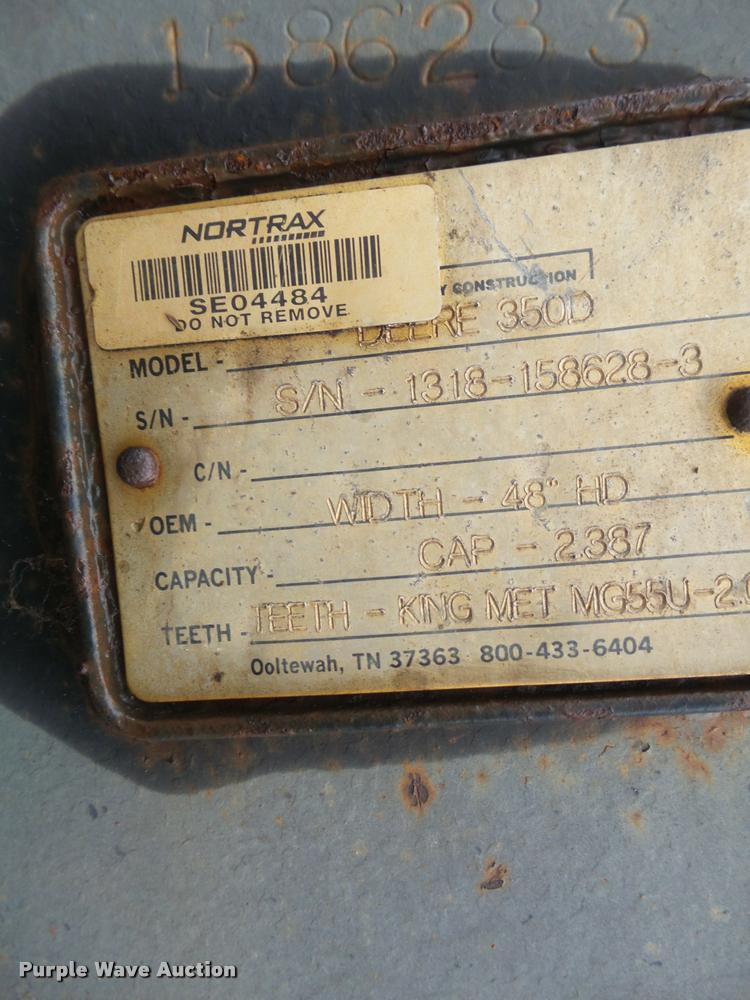 158628 3
NORTRAX
SE04484
DO NOT REMOVE
Y CONSTRUCTION
MODEL - DEERE 350D
S/N - S/N - 1318-158628-3
C/N -
OEM - WIDTH - 48" HD
CAPACITY - CAP - 2.387
TEETH - TEETH - KING MET MG55U-2.
Ooltewah, TN 37363 800-433-6404
Purple Wave Auction